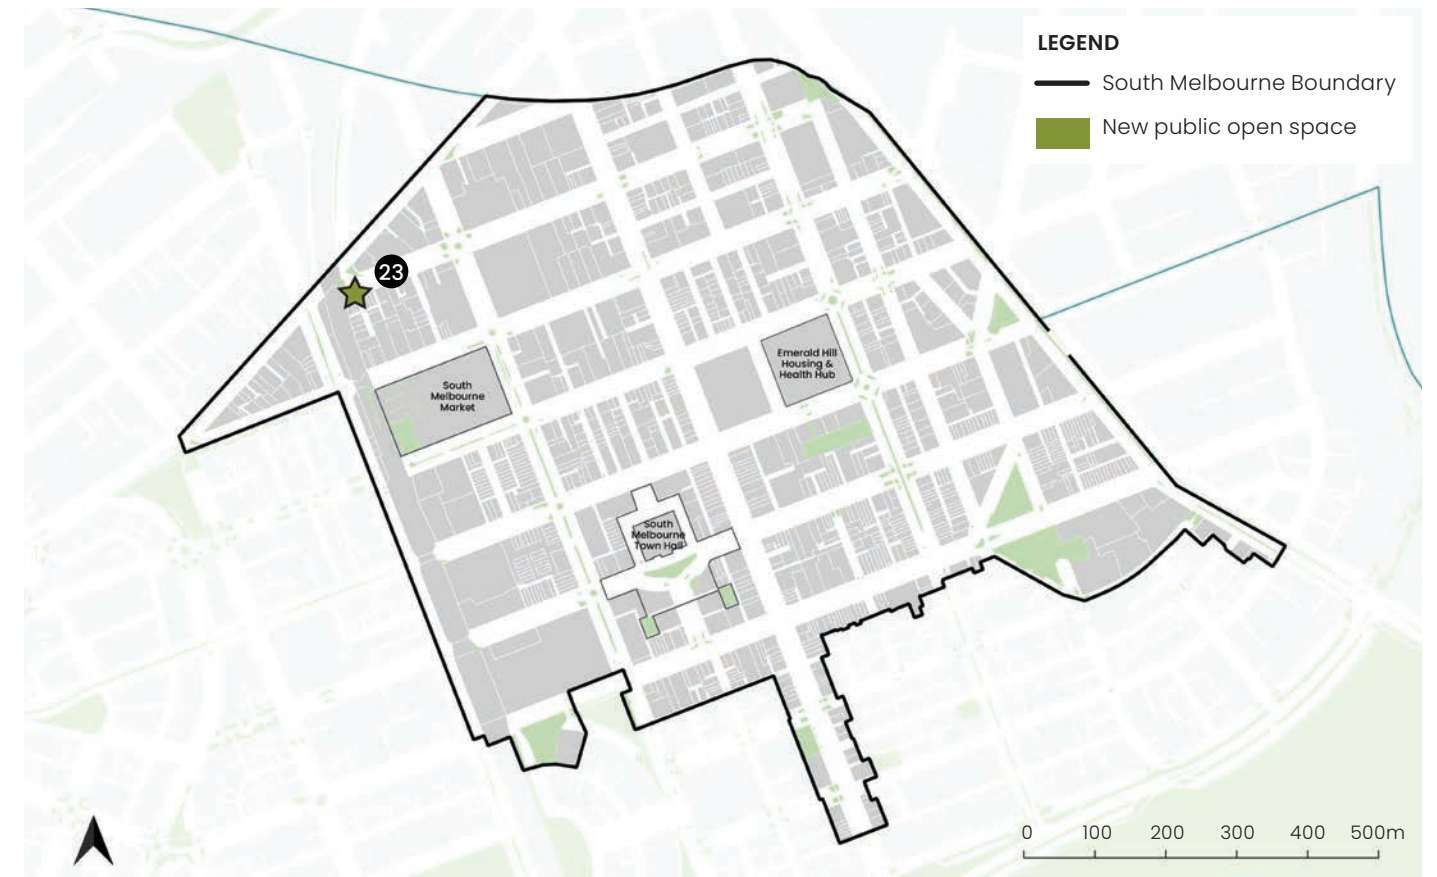 LEGEND
South Melbourne Boundary
New public open space
23
South
Melbourne
Market
Emerald Hill
Housing &
Health Hub
South
Melbourne
Town Hall
0 100 200 300 400 500m